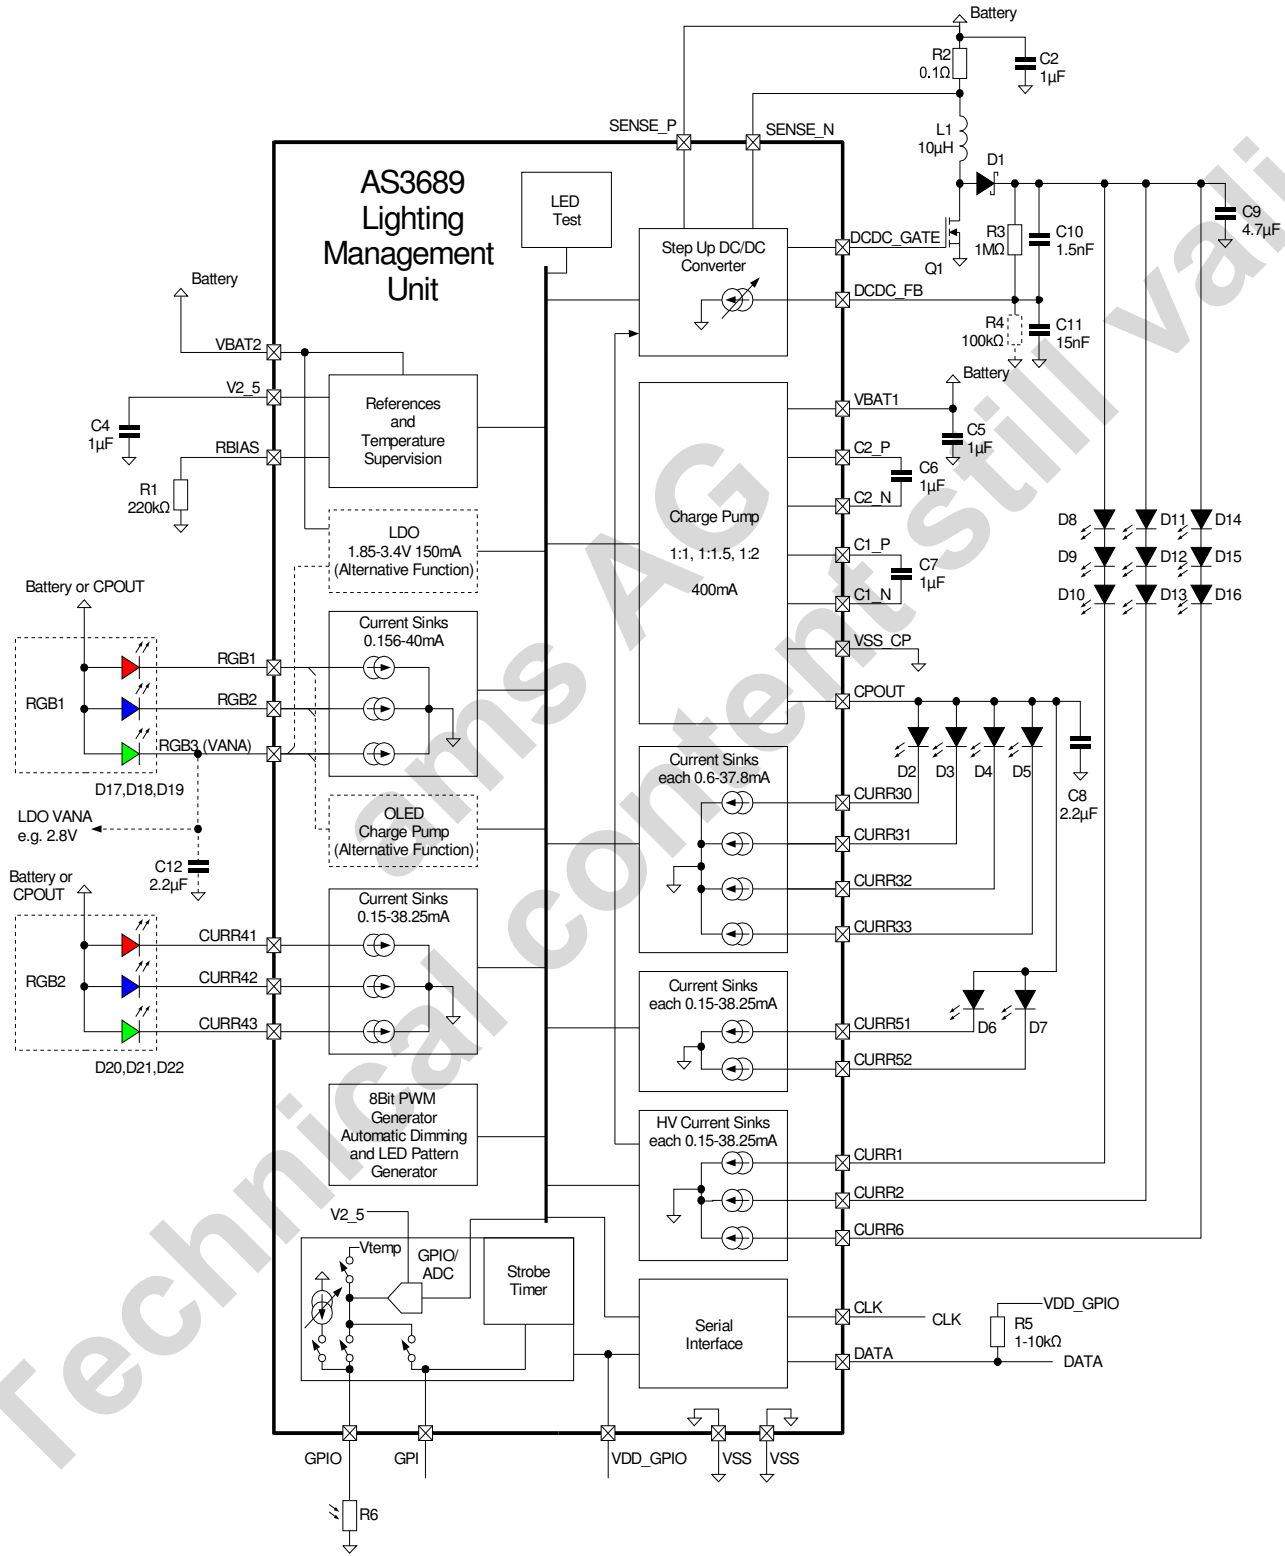 Battery
R2
0.1Ω
C2
1µF
SENSE_P
SENSE_N
L1
10µH
D1
AS3689
Lighting
Management
Unit
LED
Test
Step Up DC/DC
Converter
DCDC_GATE
Q1
R3
1MΩ
C10
1.5nF
C9
4.7µF
DCDC_FB
R4
100kΩ
C11
15nF
Battery
VBAT2
V2_5
C4
1µF
RBIAS
R1
220kΩ
References
and
Temperature
Supervision
Battery
VBAT1
C5
1µF
C2_P
C6
1µF
C2_N
C1_P
C7
1µF
C1_N
Charge Pump
1:1, 1:1.5, 1:2
400mA
VSS_CP
CPOUT
LDO
1.85-3.4V 150mA
(Alternative Function)
D8
D11
D14
D9
D12
D15
D10
D13
D16
Battery or CPOUT
RGB1
RGB1
RGB2
RGB3 (VANA)
D17,D18,D19
Current Sinks
0.156-40mA
LDO VANA
e.g. 2.8V
C12
2.2µF
OLED
Charge Pump
(Alternative Function)
Current Sinks
each 0.6-37.8mA
D2
D3
D4
D5
C8
2.2µF
CURR30
CURR31
CURR32
CURR33
Battery or
CPOUT
RGB2
CURR41
CURR42
CURR43
D20,D21,D22
Current Sinks
0.15-38.25mA
Current Sinks
each 0.15-38.25mA
D6
D7
CURR51
CURR52
8Bit PWM
Generator
Automatic Dimming
and LED Pattern
Generator
HV Current Sinks
each 0.15-38.25mA
CURR1
CURR2
CURR6
V2_5
Vtemp
GPIO/
ADC
Strobe
Timer
Serial
Interface
CLK
CLK
VDD_GPIO
R5
1-10kΩ
DATA
DATA
GPIO
GPI
VDD_GPIO
VSS
VSS
R6
ams AG
Technical content still vali